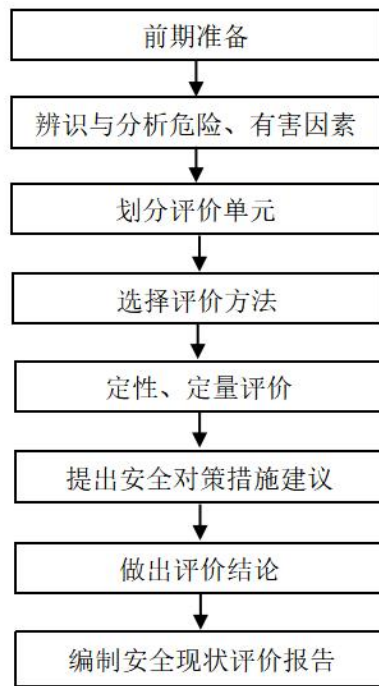 前期准备
辨识与分析危险、有害因素
划分评价单元
选择评价方法
定性、定量评价
提出安全对策措施建议
做出评价结论
编制安全现状评价报告